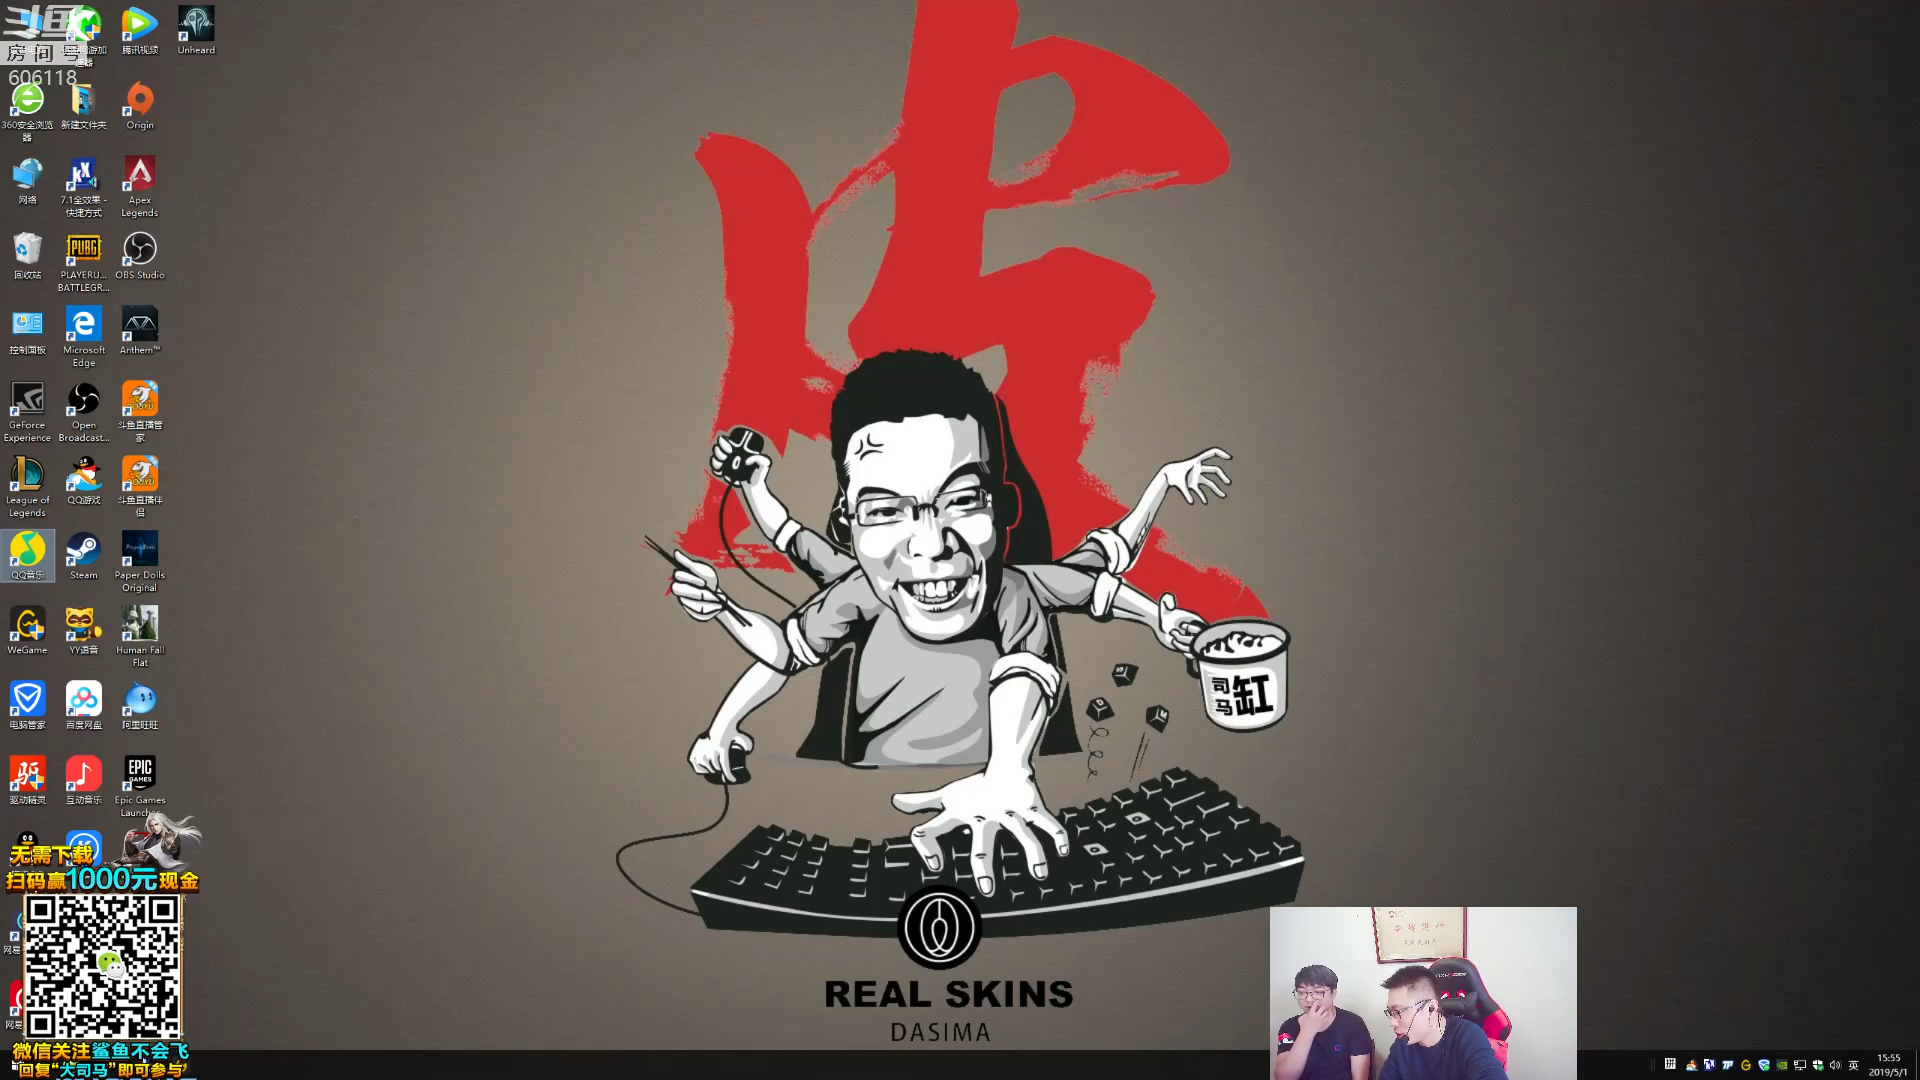 斗鱼
房间号
606118
速器
腾讯视频
Unheard
360安全浏览器
新建文件夹
Origin
网络
7.1全效果 -
快捷方式
Apex
Legends
回收站
PUBG
PLAYERU...
BATTLEGR...
OBS Studio
控制面板
Microsoft
Edge
Anthem™
GeForce
Experience
Open
Broadcast...
斗鱼直播管家
League of
Legends
QQ游戏
斗鱼直播伴侣
QQ音乐
Steam
Paper Dolls
Original
WeGame
YY语音
Human Fall
Flat
电脑管家
百度网盘
阿里旺旺
驱动精灵
互动音乐
EPIC
GAMES
Epic Games
无需下载
扫码赢1000元现金
微信关注鲨鱼不会飞
回复“大司马”即可参与
司马缸
REAL SKINS
DASIMA
英
15:55
2019/5/1